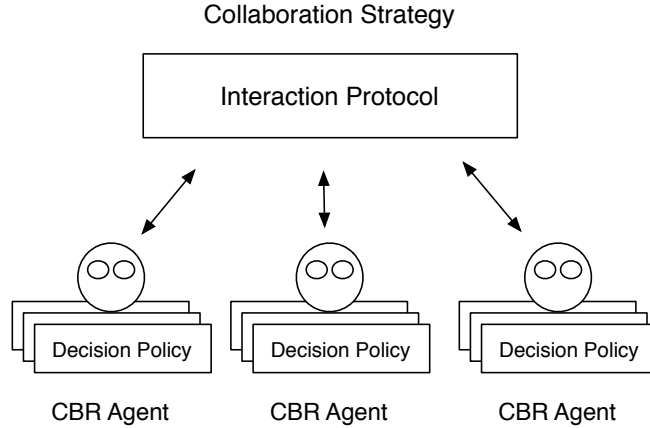 Collaboration Strategy
Interaction Protocol
Decision Policy
Decision Policy
Decision Policy
CBR Agent
CBR Agent
CBR Agent